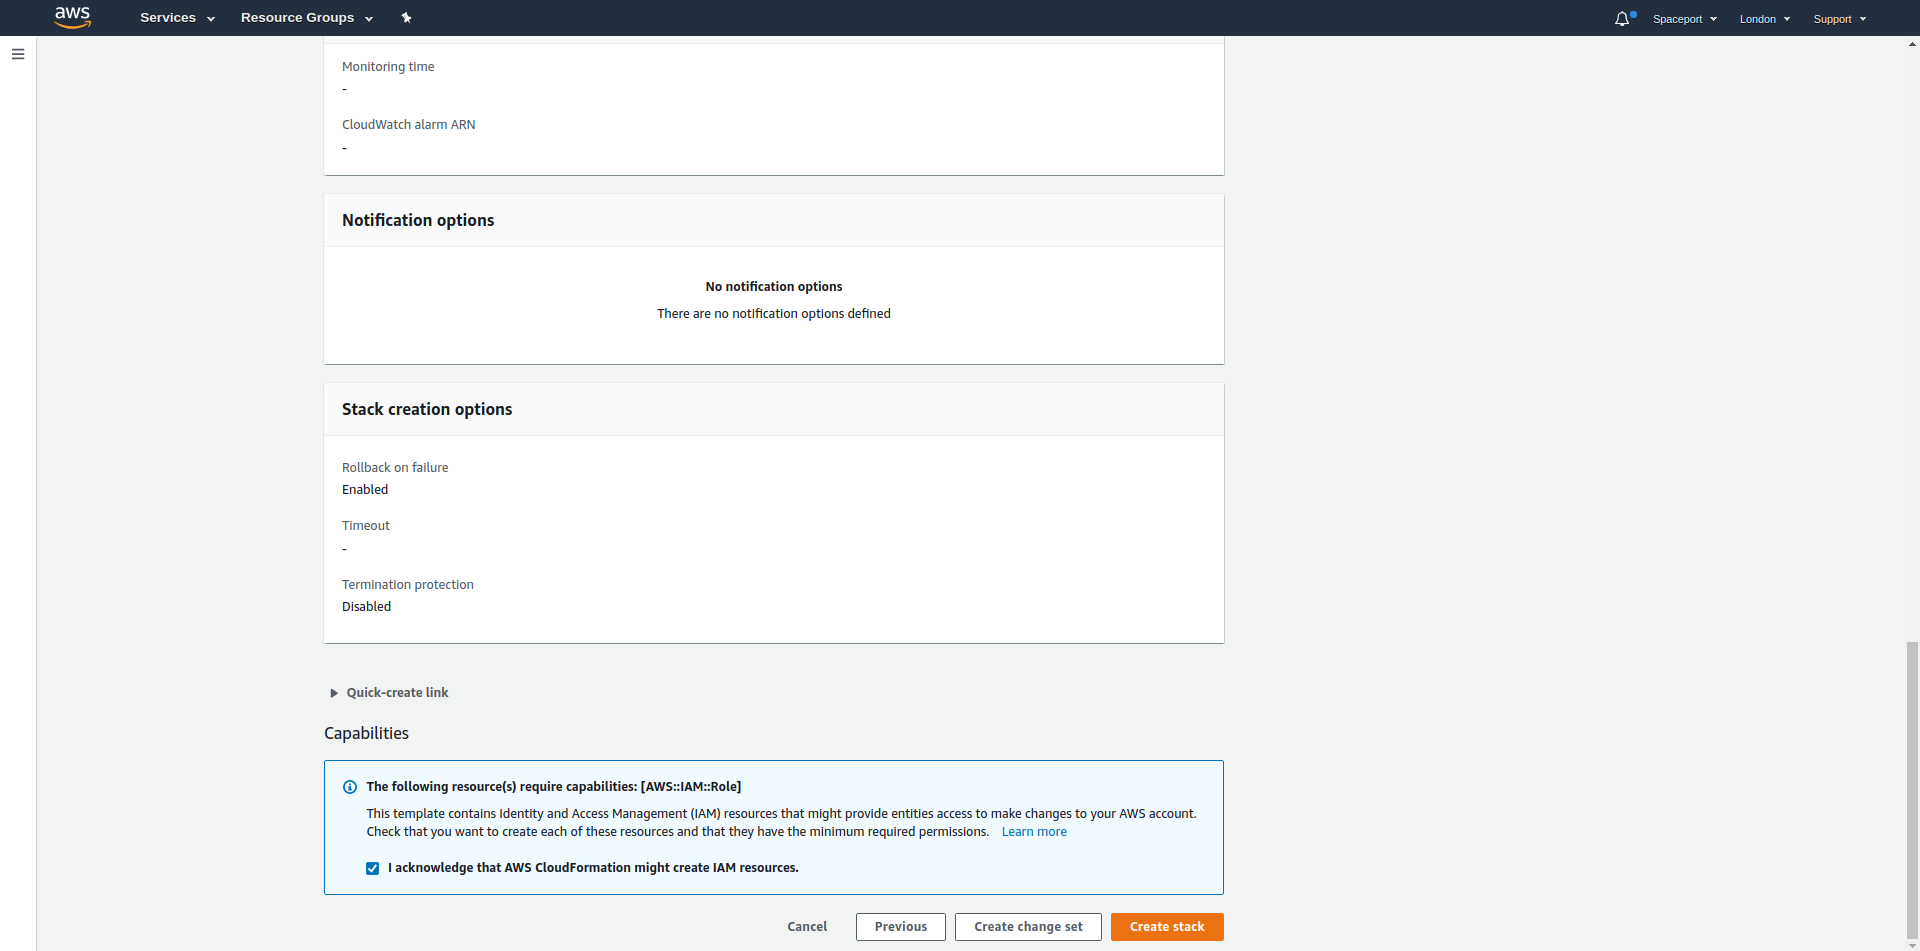 aws
Services
Resource Groups
Spaceport
London
Support
Monitoring time
-
CloudWatch alarm ARN
-
Notification options
No notification options
There are no notification options defined
Stack creation options
Rollback on failure
Enabled
Timeout
-
Termination protection
Disabled
Quick-create link
Capabilities
The following resource(s) require capabilities: [AWS::IAM::Role]
This template contains Identity and Access Management (IAM) resources that might provide entities access to make changes to your AWS account.
Check that you want to create each of these resources and that they have the minimum required permissions. Learn more
I acknowledge that AWS CloudFormation might create IAM resources.
Cancel
Previous
Create change set
Create stack